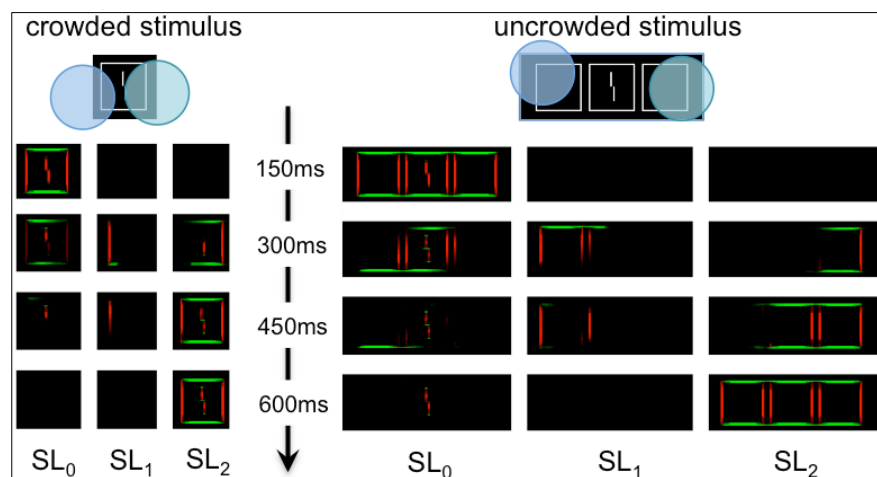 crowded stimulus
uncrowded stimulus
150ms
300ms
450ms
600ms
SL₀ SL₁ SL₂
SL₀ SL₁ SL₂